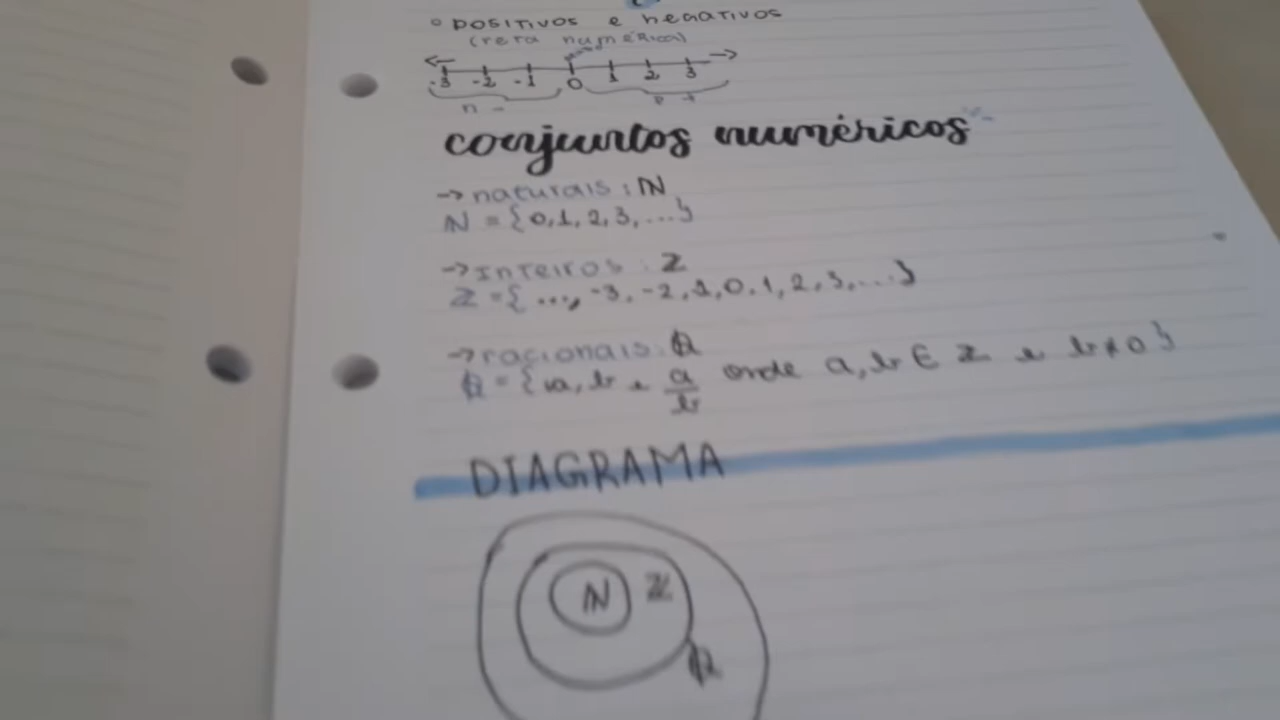 ° POSITIVOS e negativos
(reta numérica)
-3 -2 -1 0 1 2 3
n - P +
conjuntos numéricos
→ naturais : ℕ
ℕ = {0, 1, 2, 3, ...}
→ Inteiros : ℤ
ℤ = { ..., -3, -2, 1, 0, 1, 2, 3, ... }
→ racionais : ℚ
ℚ = { a, b e a/b onde a, b ∈ ℤ e b ≠ 0 }
DIAGRAMA
ℕ ℤ
ℚ